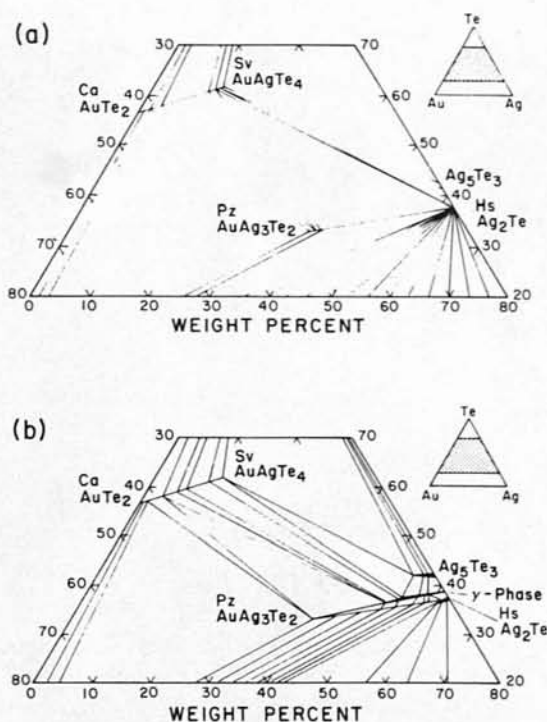 (a)
Te
Au Ag
30 70
Sv
AuAgTe4
Ca
AuTe2
40
60
50
50
60
Pz
AuAg3Te2
70
80
Ag5Te3
40
Hs
Ag2Te
30
20
0 10 20 30 40 50 60 70 80
WEIGHT PERCENT
(b)
Te
Au Ag
30 70
Sv
AuAgTe4
Ca
AuTe2
40
60
50
50
60
Pz
AuAg3Te2
70
80
Ag5Te3
40
γ-Phase
Hs
Ag2Te
30
20
0 10 20 30 40 50 60 70 80
WEIGHT PERCENT